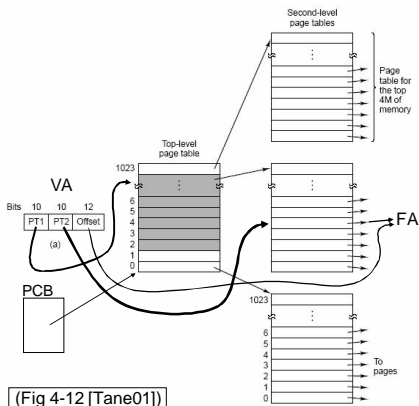 Second-level
page tables
Page
table for
the top
4M of
memory
Top-level
page table
1023
6
5
4
3
2
1
0
VA
Bits 10 10 12
PT1 PT2 Offset
(a)
FA
PCB
1023
6
5
4
3
2
1
0
To
pages
(Fig 4-12 [Tane01])